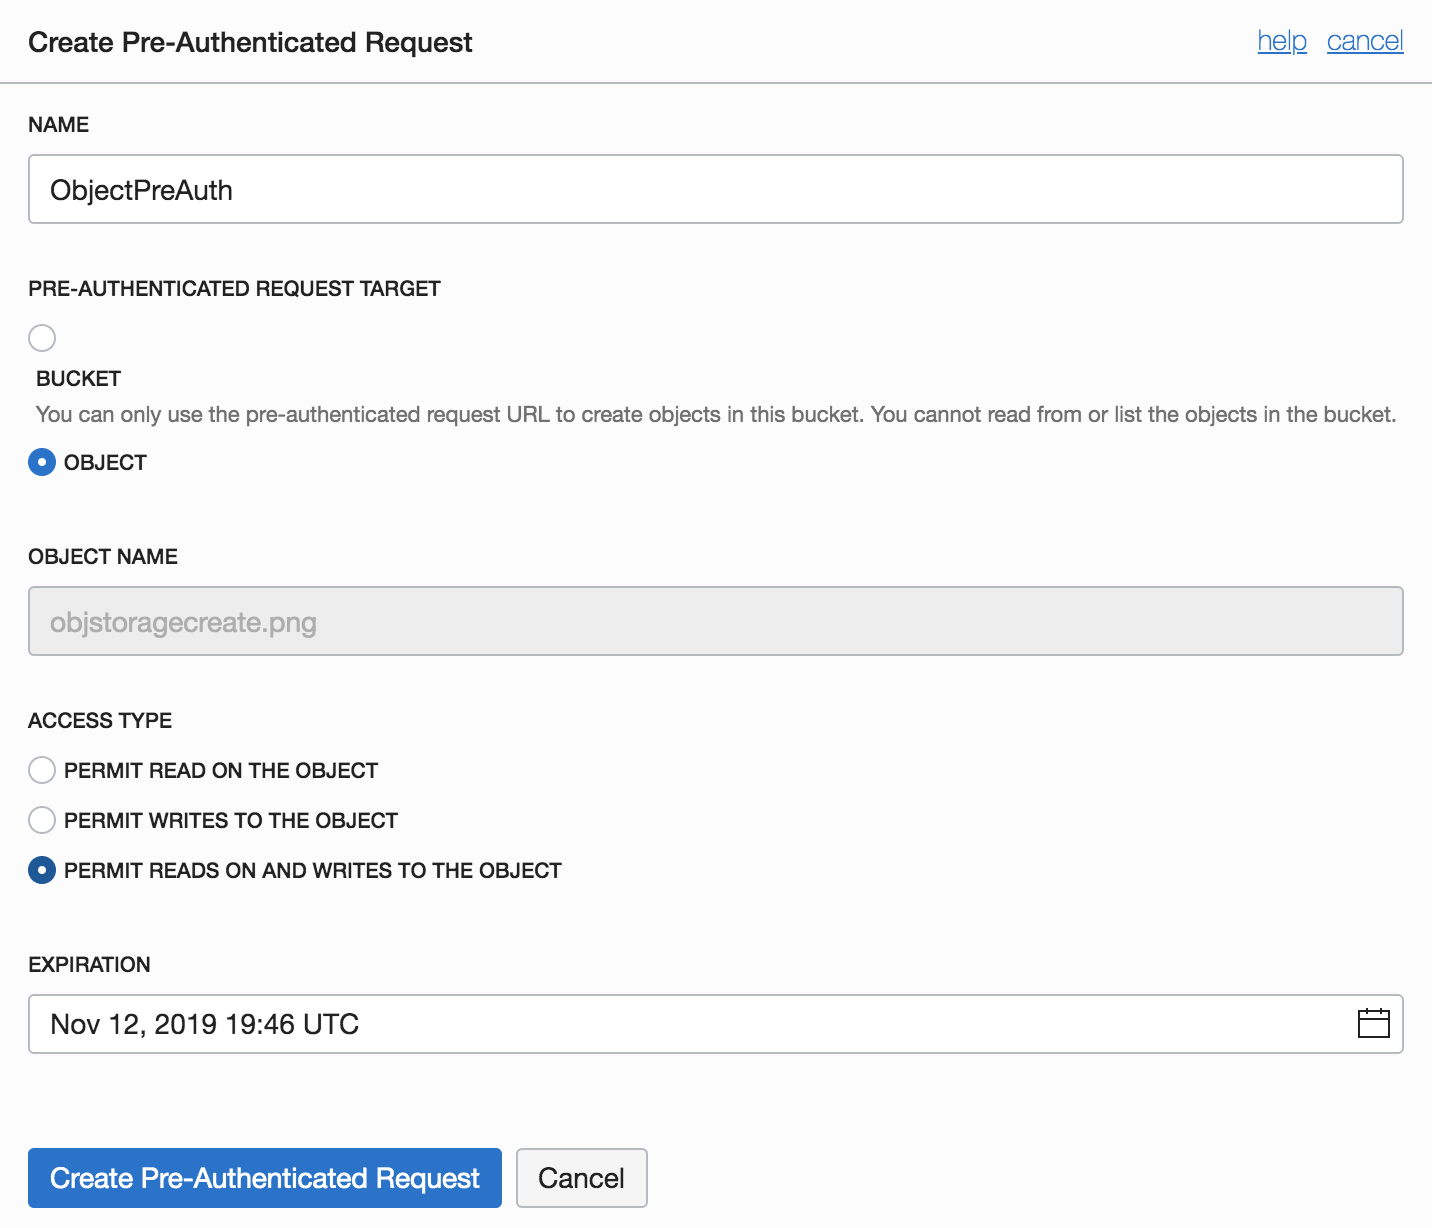 Create Pre-Authenticated Request help cancel
NAME
ObjectPreAuth
PRE-AUTHENTICATED REQUEST TARGET
BUCKET
You can only use the pre-authenticated request URL to create objects in this bucket. You cannot read from or list the objects in the bucket.
OBJECT
OBJECT NAME
objstoragecreate.png
ACCESS TYPE
PERMIT READ ON THE OBJECT
PERMIT WRITES TO THE OBJECT
PERMIT READS ON AND WRITES TO THE OBJECT
EXPIRATION
Nov 12, 2019 19:46 UTC
Create Pre-Authenticated Request Cancel